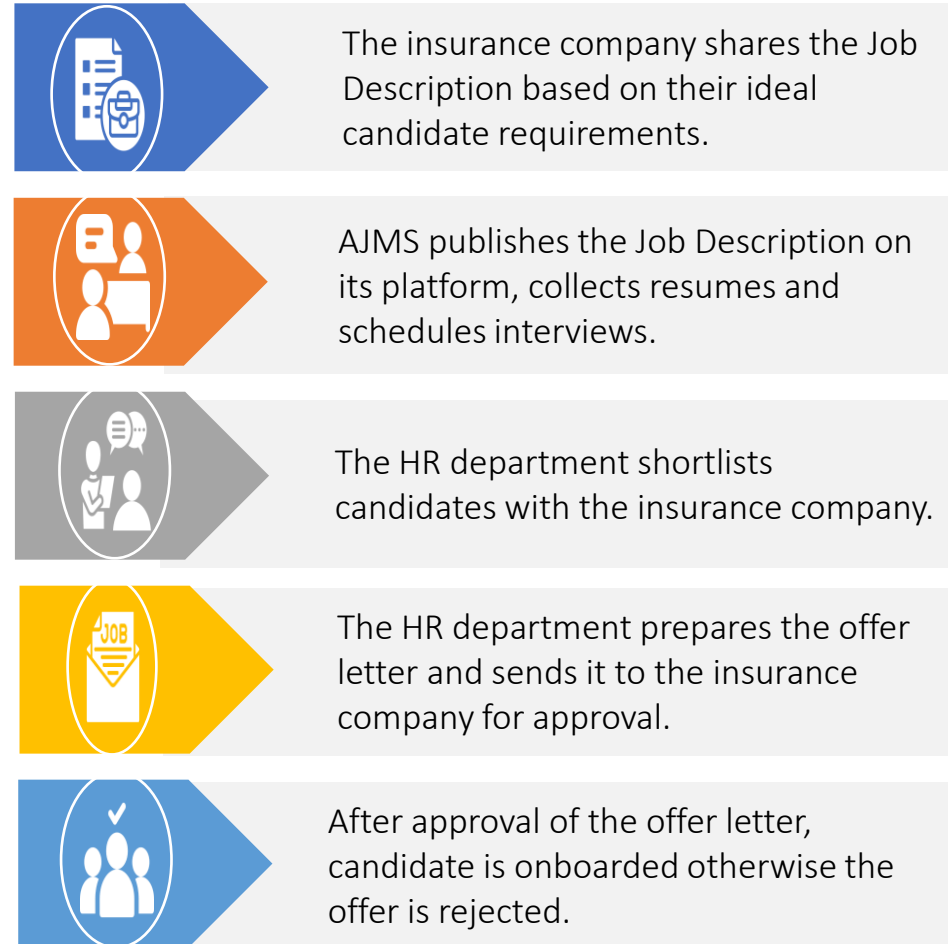 The insurance company shares the Job
Description based on their ideal
candidate requirements.
AJMS publishes the Job Description on
its platform, collects resumes and
schedules interviews.
The HR department shortlists
candidates with the insurance company.
JOB
The HR department prepares the offer
letter and sends it to the insurance
company for approval.
After approval of the offer letter,
candidate is onboarded otherwise the
offer is rejected.